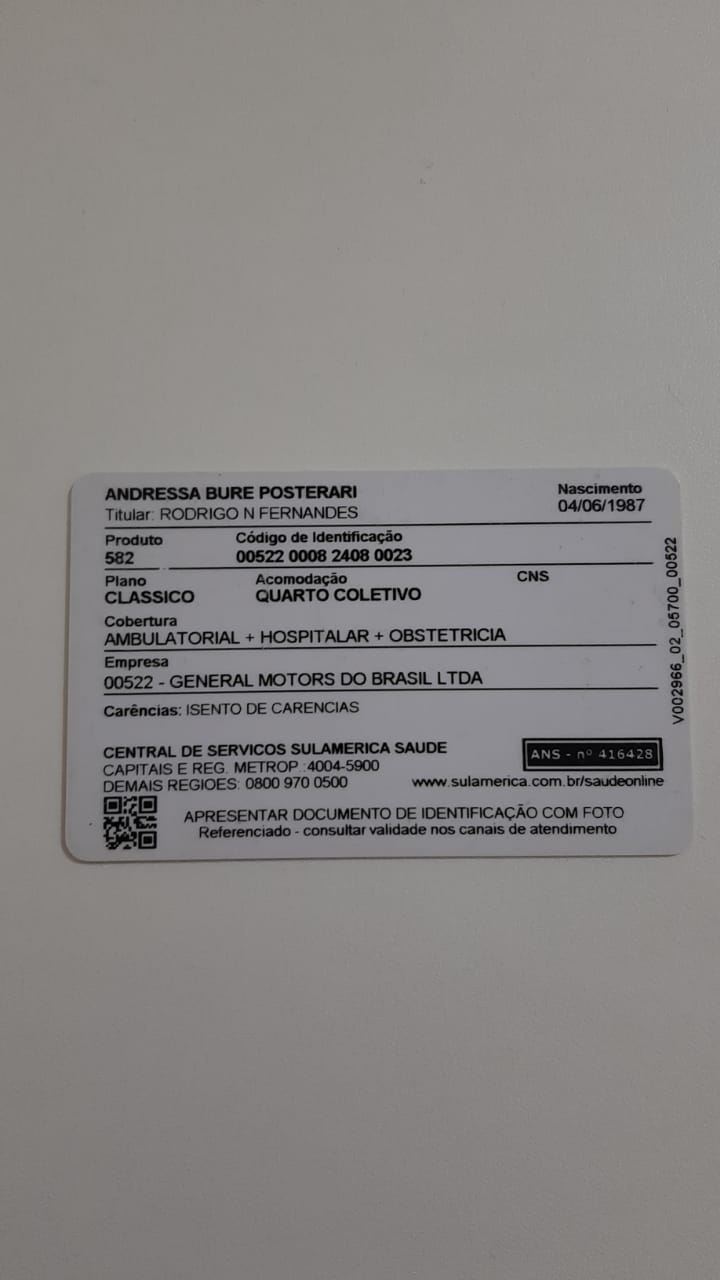 ANDRESSA BURE POSTERARI
Nascimento
Titular: RODRIGO N FERNANDES
04/06/1987
Produto
Código de Identificação
582
00522 0008 2408 0023
Plano
Acomodação
CNS
CLASSICO
QUARTO COLETIVO
Cobertura
AMBULATORIAL + HOSPITALAR + OBSTETRICIA
Empresa
00522 - GENERAL MOTORS DO BRASIL LTDA
Carências: ISENTO DE CARENCIAS
CENTRAL DE SERVICOS SULAMERICA SAUDE
ANS - nº 416428
CAPITAIS E REG. METROP.:4004-5900
DEMAIS REGIOES: 0800 970 0500
www.sulamerica.com.br/saudeonline
APRESENTAR DOCUMENTO DE IDENTIFICAÇÃO COM FOTO
Referenciado - consultar validade nos canais de atendimento
V002966_02_05700_00522